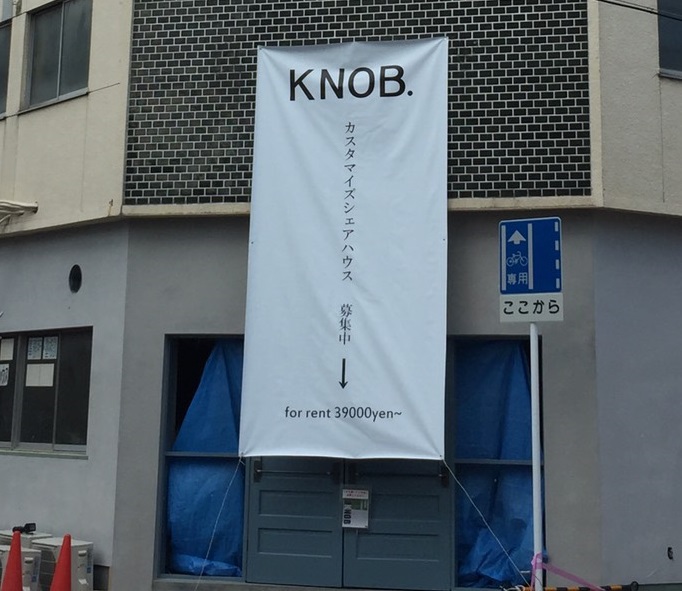 KNOB.
カスタマイズシェアハウス 募集中
↓
for rent 39000yen~
専用
ここから